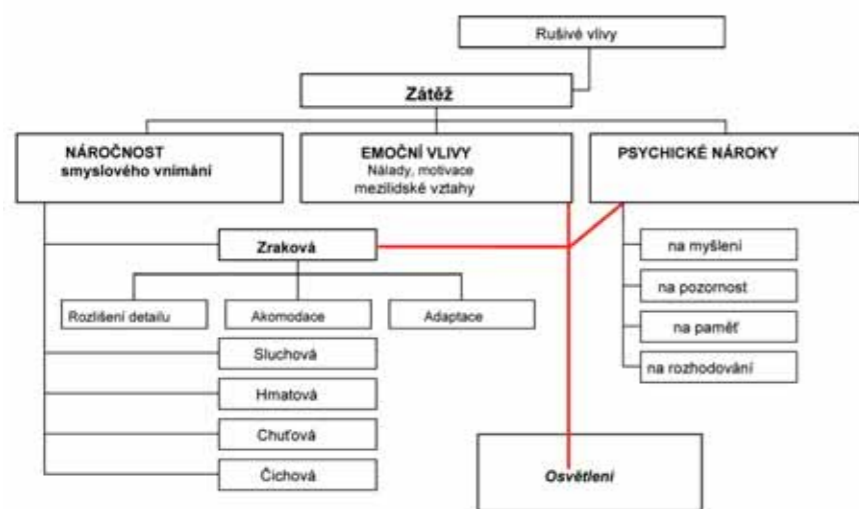 Rušivé vlivy
Zátěž
NÁROČNOST
smyslového vnímání
EMOČNÍ VLIVY
Nálady, motivace
mezilidské vztahy
PSYCHICKÉ NÁROKY
Zraková
na myšlení
na pozornost
na paměť
na rozhodování
Rozlišení detailu
Akomodace
Adaptace
Sluchová
Hmatová
Chuťová
Čichová
Osvětlení